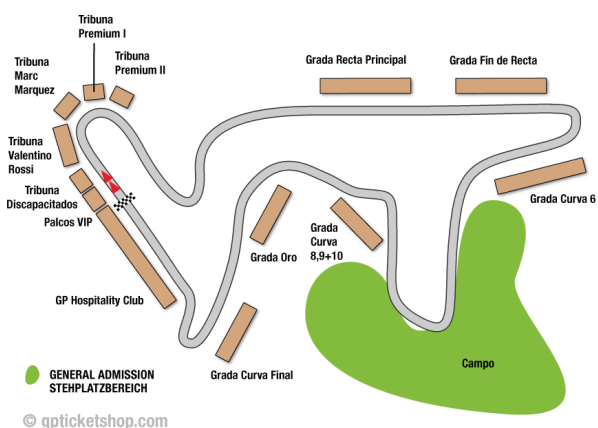 Tribuna
Premium I
Tribuna
Premium II
Tribuna
Marc
Marquez
Grada Recta Principal
Grada Fin de Recta
Tribuna
Valentino
Rossi
Tribuna
Discapacitados
Palcos VIP
Grada Curva 6
Grada
Curva
8,9+10
Grada Oro
GP Hospitality Club
Grada Curva Final
Campo
GENERAL ADMISSION
STEHPLATZBEREICH
© gpticketshop.com